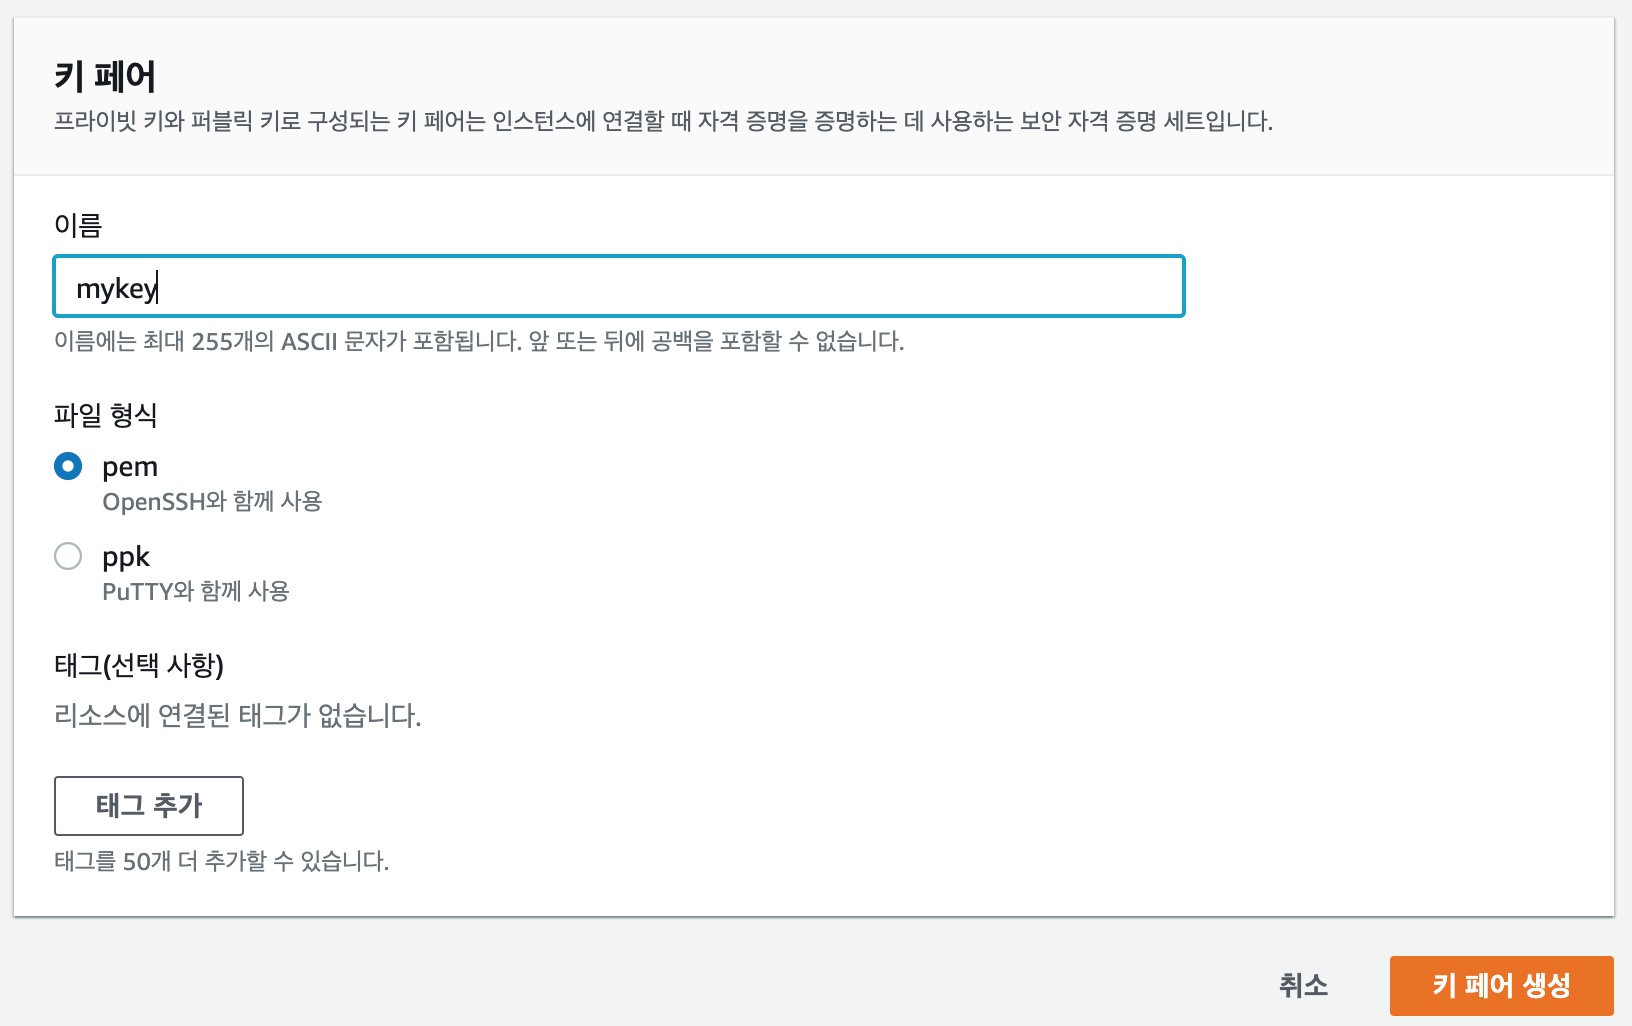 키 페어
프라이빗 키와 퍼블릭 키로 구성되는 키 페어는 인스턴스에 연결할 때 자격 증명을 증명하는 데 사용하는 보안 자격 증명 세트입니다.
이름
mykey
이름에는 최대 255개의 ASCII 문자가 포함됩니다. 앞 또는 뒤에 공백을 포함할 수 없습니다.
파일 형식
pem
OpenSSH와 함께 사용
ppk
PuTTY와 함께 사용
태그(선택 사항)
리소스에 연결된 태그가 없습니다.
태그 추가
태그를 50개 더 추가할 수 있습니다.
취소
키 페어 생성